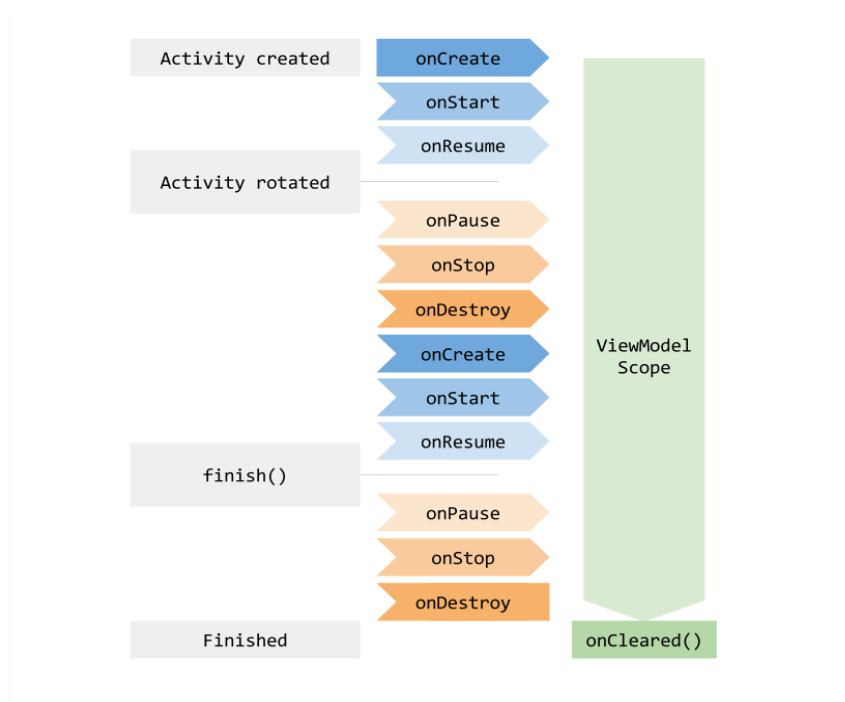 Activity created
onCreate
onStart
onResume
Activity rotated
onPause
onStop
onDestroy
onCreate
ViewModel
Scope
onStart
onResume
finish()
onPause
onStop
onDestroy
Finished
onCleared()